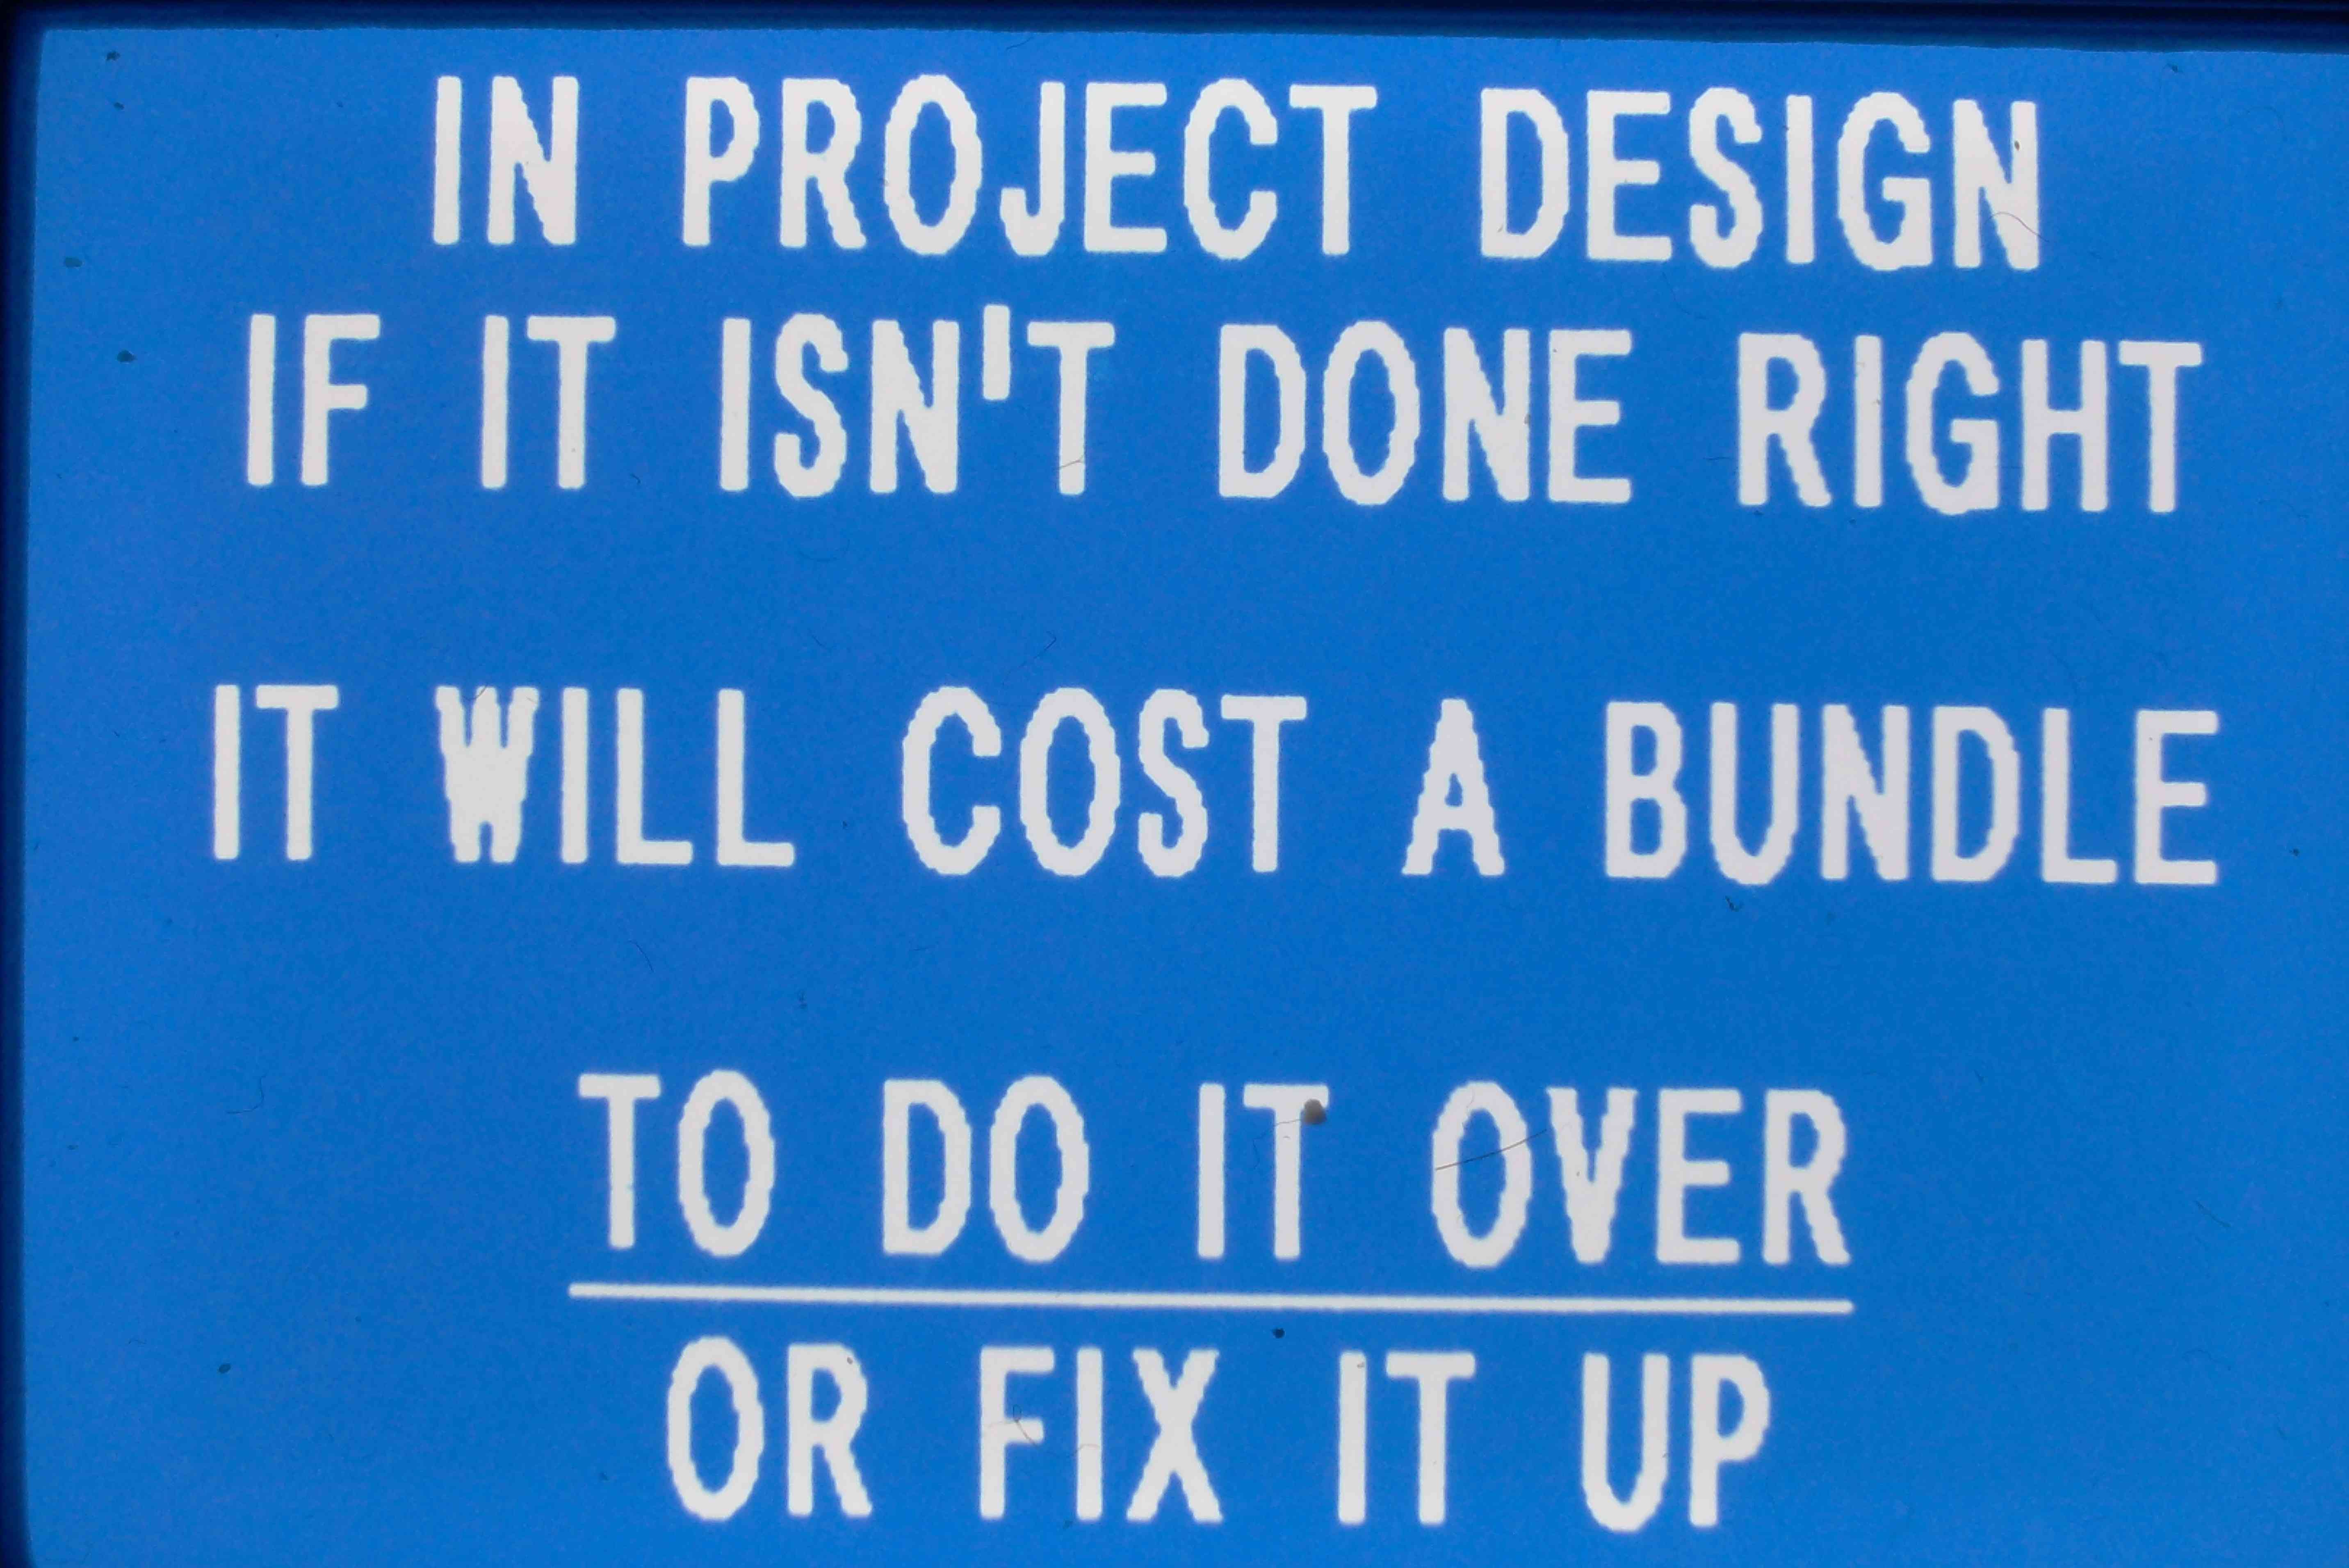 IN PROJECT DESIGN
IF IT ISN'T DONE RIGHT
IT WILL COST A BUNDLE
TO DO IT OVER
OR FIX IT UP